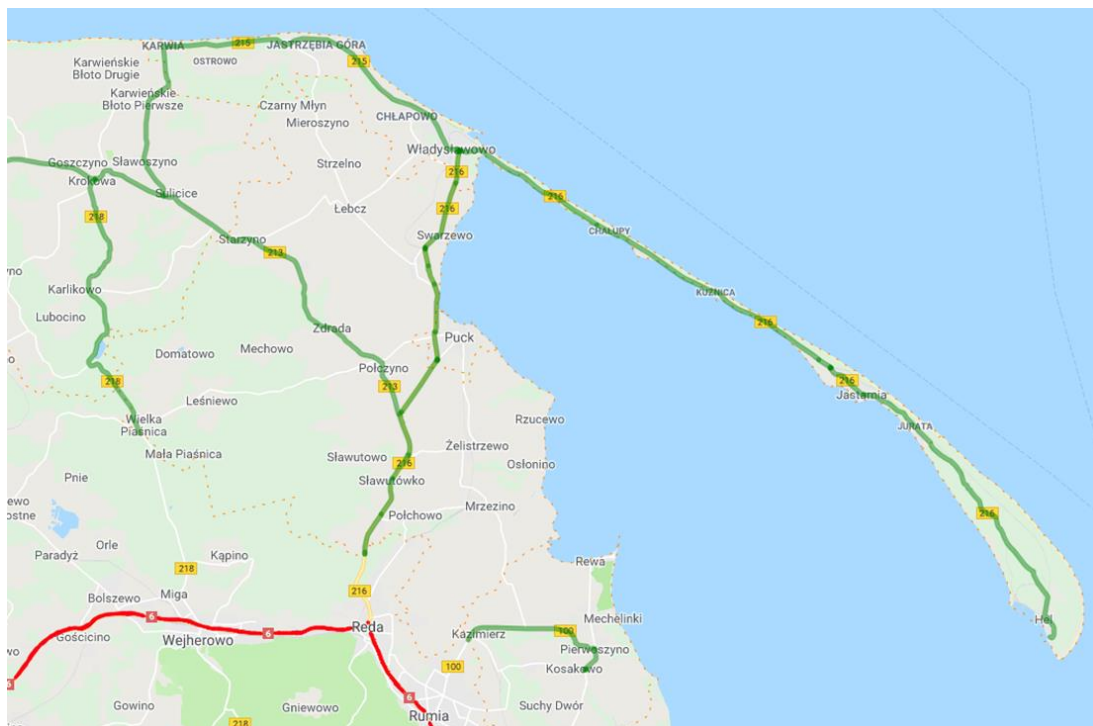 KARWIA
215
JASTRZĘBIA GÓRA
OSTROWO
Karwieńskie
Błoto Drugie
215
Karwieńskie
Błoto Pierwsze
Czarny Młyn
CHŁAPOWO
Mieroszyno
Władysławowo
Goszczyno
Sławoszyno
Strzelno
216
Krokowa
Sulicice
216
218
Łebcz
216
CHAŁUPY
Starzyno
Swarzewo
213
Karlikowo
KUŹNICA
Lubocino
Zdrada
216
Puck
Domatowo
Mechowo
Połczyno
218
213
216
Jastarnia
Leśniewo
Wielka
Piaśnica
Rzucewo
JURATA
Mała Piaśnica
Żelistrzewo
Sławutowo
216
Osłonino
Pnie
Sławutówko
Mrzezino
216
Połchowo
Orle
Paradyż
Kąpino
Rewa
218
216
Miga
Bolszewo
6
Mechelinki
Hel
Gościcino
6
Reda
Kazimierz
100
Wejherowo
Pierwoszyno
100
Kosakowo
6
6
Gowino
Gniewowo
Suchy Dwór
Rumia
218